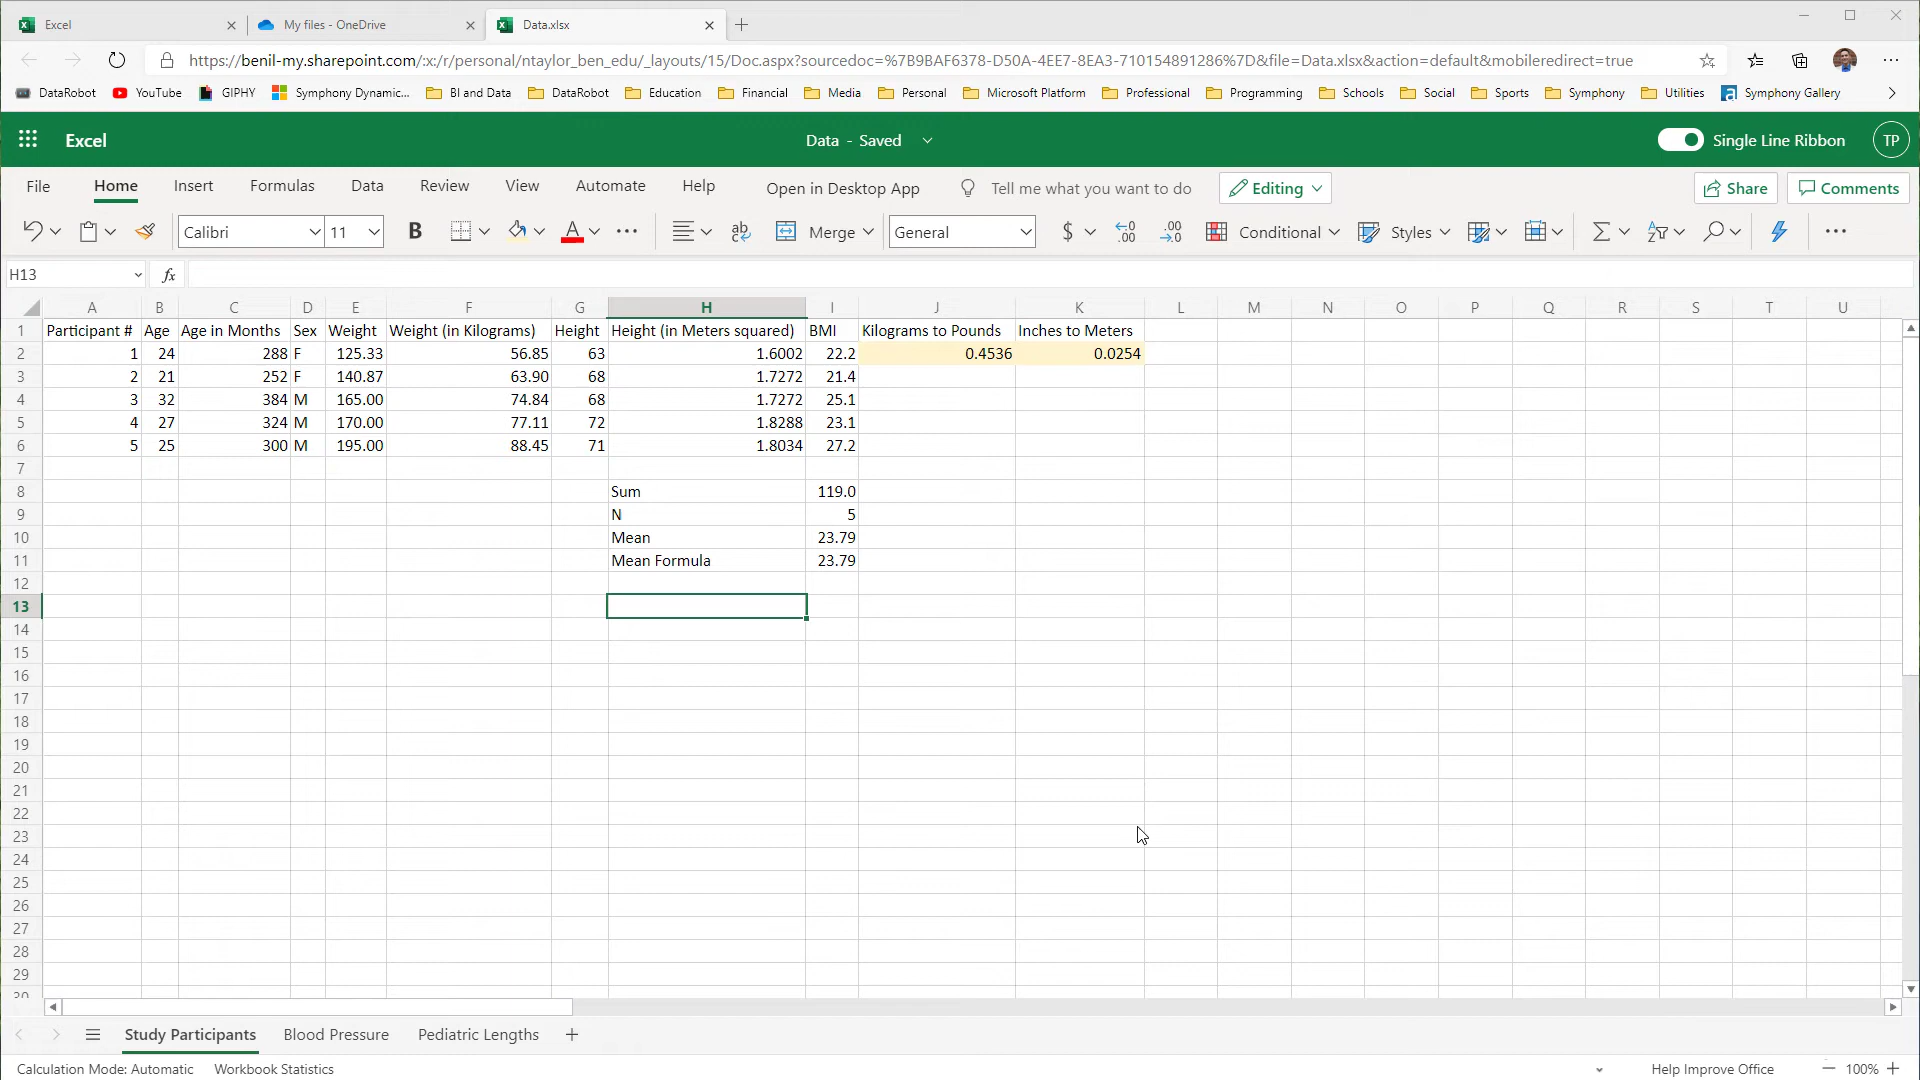 Excel
My files - OneDrive
Data.xlsx
https://benil-my.sharepoint.com/:x:/r/personal/ntaylor_ben_edu/_layouts/15/Doc.aspx?sourcedoc=%7B9BAF6378-D50A-4EE7-8EA3-710154891286%7D&file=Data.xlsx&action=default&mobileredirect=true
DataRobot YouTube GIPHY Symphony Dynamic... BI and Data DataRobot Education Financial Media Personal Microsoft Platform Professional Programming Schools Social Sports Symphony Utilities Symphony Gallery
Excel Data - Saved Single Line Ribbon TP
File Home Insert Formulas Data Review View Automate Help Open in Desktop App Tell me what you want to do Editing Share Comments
Calibri 11 B A ... ab Merge General $ .00 .00 Conditional Styles ...
H13 fx
A B C D E F G H I J K L M N O P Q R S T U
1 Participant # Age Age in Months Sex Weight Weight (in Kilograms) Height Height (in Meters squared) BMI Kilograms to Pounds Inches to Meters
2 1 24 288 F 125.33 56.85 63 1.6002 22.2 0.4536 0.0254
3 2 21 252 F 140.87 63.90 68 1.7272 21.4
4 3 32 384 M 165.00 74.84 68 1.7272 25.1
5 4 27 324 M 170.00 77.11 72 1.8288 23.1
6 5 25 300 M 195.00 88.45 71 1.8034 27.2
7
8 Sum 119.0
9 N 5
10 Mean 23.79
11 Mean Formula 23.79
12
13
14
15
16
17
18
19
20
21
22
23
24
25
26
27
28
29
30
Study Participants Blood Pressure Pediatric Lengths
Calculation Mode: Automatic Workbook Statistics Help Improve Office 100%